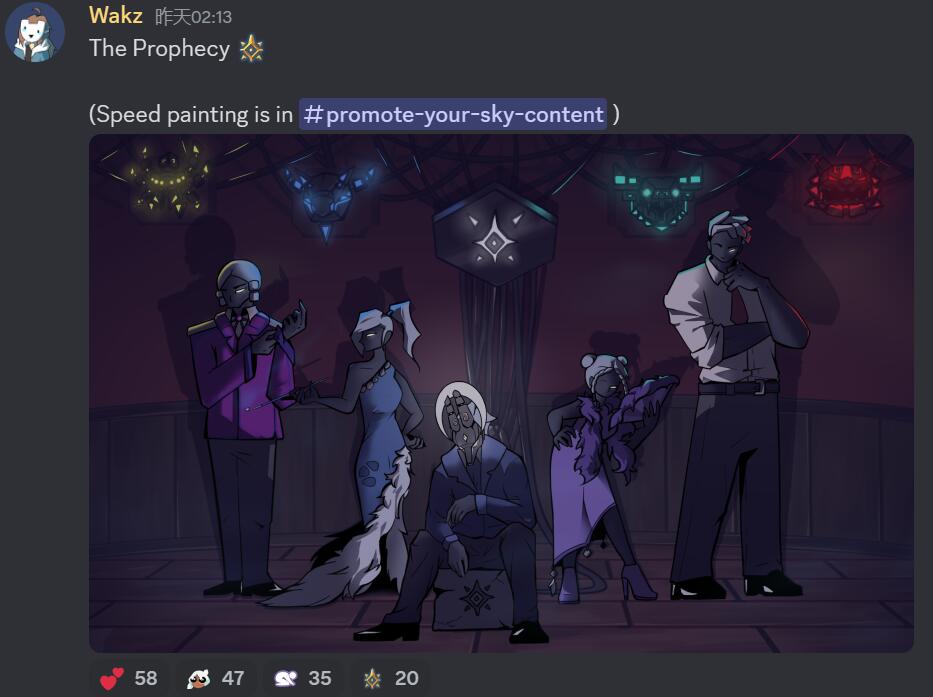 Wakz 昨天02:13
The Prophecy
(Speed painting is in #promote-your-sky-content )
58 47 35 20